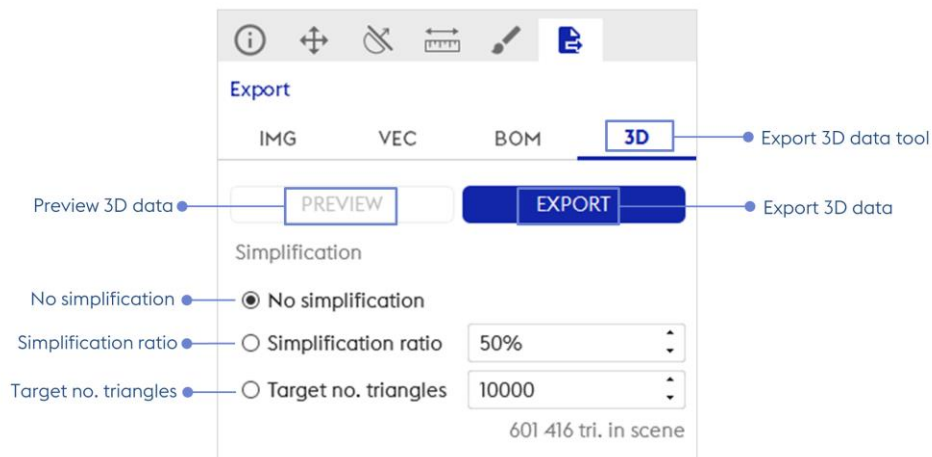 Export
IMG VEC BOM 3D
Export 3D data tool
Preview 3D data
PREVIEW
EXPORT
Export 3D data
Simplification
No simplification
No simplification
Simplification ratio
Simplification ratio
50%
Target no. triangles
Target no. triangles
10000
601 416 tri. in scene